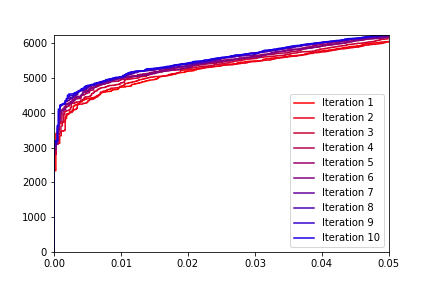 6000
5000
4000
3000
2000
1000
0
Iteration 1
Iteration 2
Iteration 3
Iteration 4
Iteration 5
Iteration 6
Iteration 7
Iteration 8
Iteration 9
Iteration 10
0.00 0.01 0.02 0.03 0.04 0.05